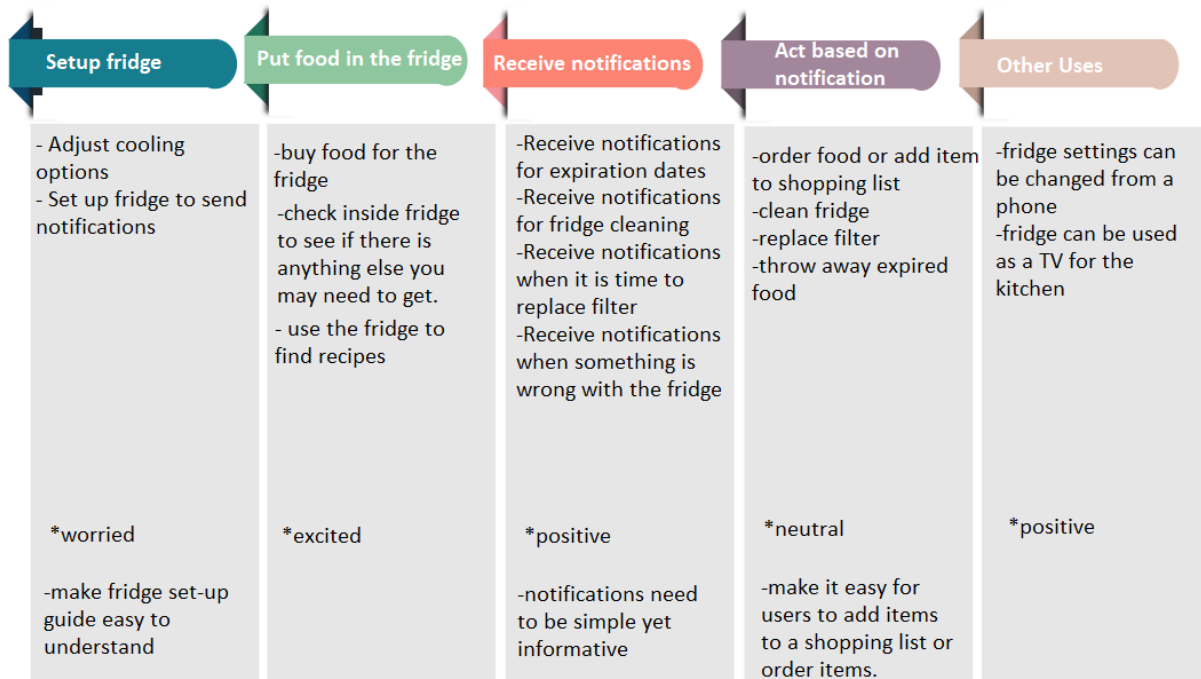 Setup fridge
Put food in the fridge
Receive notifications
Act based on
notification
Other Uses
- Adjust cooling
options
- Set up fridge to send
notifications
*worried
-make fridge set-up
guide easy to
understand
-buy food for the
fridge
-check inside fridge
to see if there is
anything else you
may need to get.
- use the fridge to
find recipes
*excited
-Receive notifications
for expiration dates
-Receive notifications
for fridge cleaning
-Receive notifications
when it is time to
replace filter
-Receive notifications
when something is
wrong with the fridge
*positive
-notifications need
to be simple yet
informative
-order food or add item
to shopping list
-clean fridge
-replace filter
-throw away expired
food
*neutral
-make it easy for
users to add items
to a shopping list or
order items.
-fridge settings can
be changed from a
phone
-fridge can be used
as a TV for the
kitchen
*positive